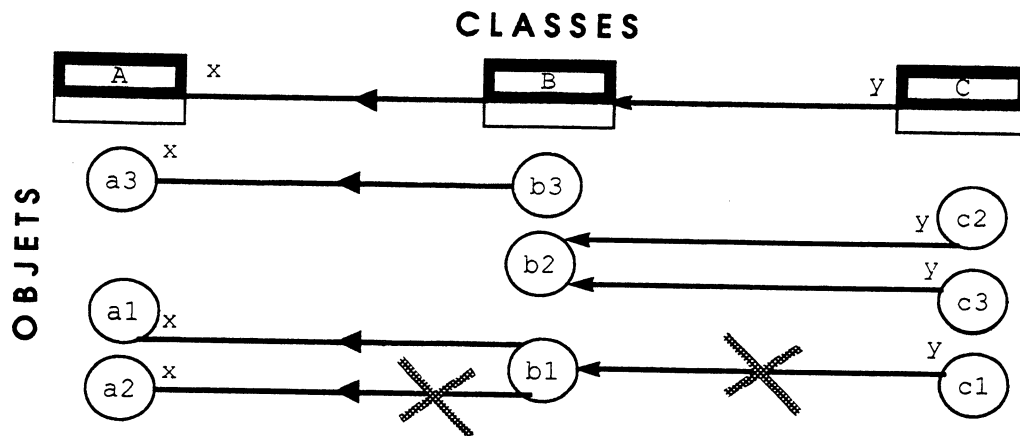 CLASSES
A x B y C
x
a3 b3
y c2
b2
y
a1 c3
x
y
x b1
a2 c1
OBJETS